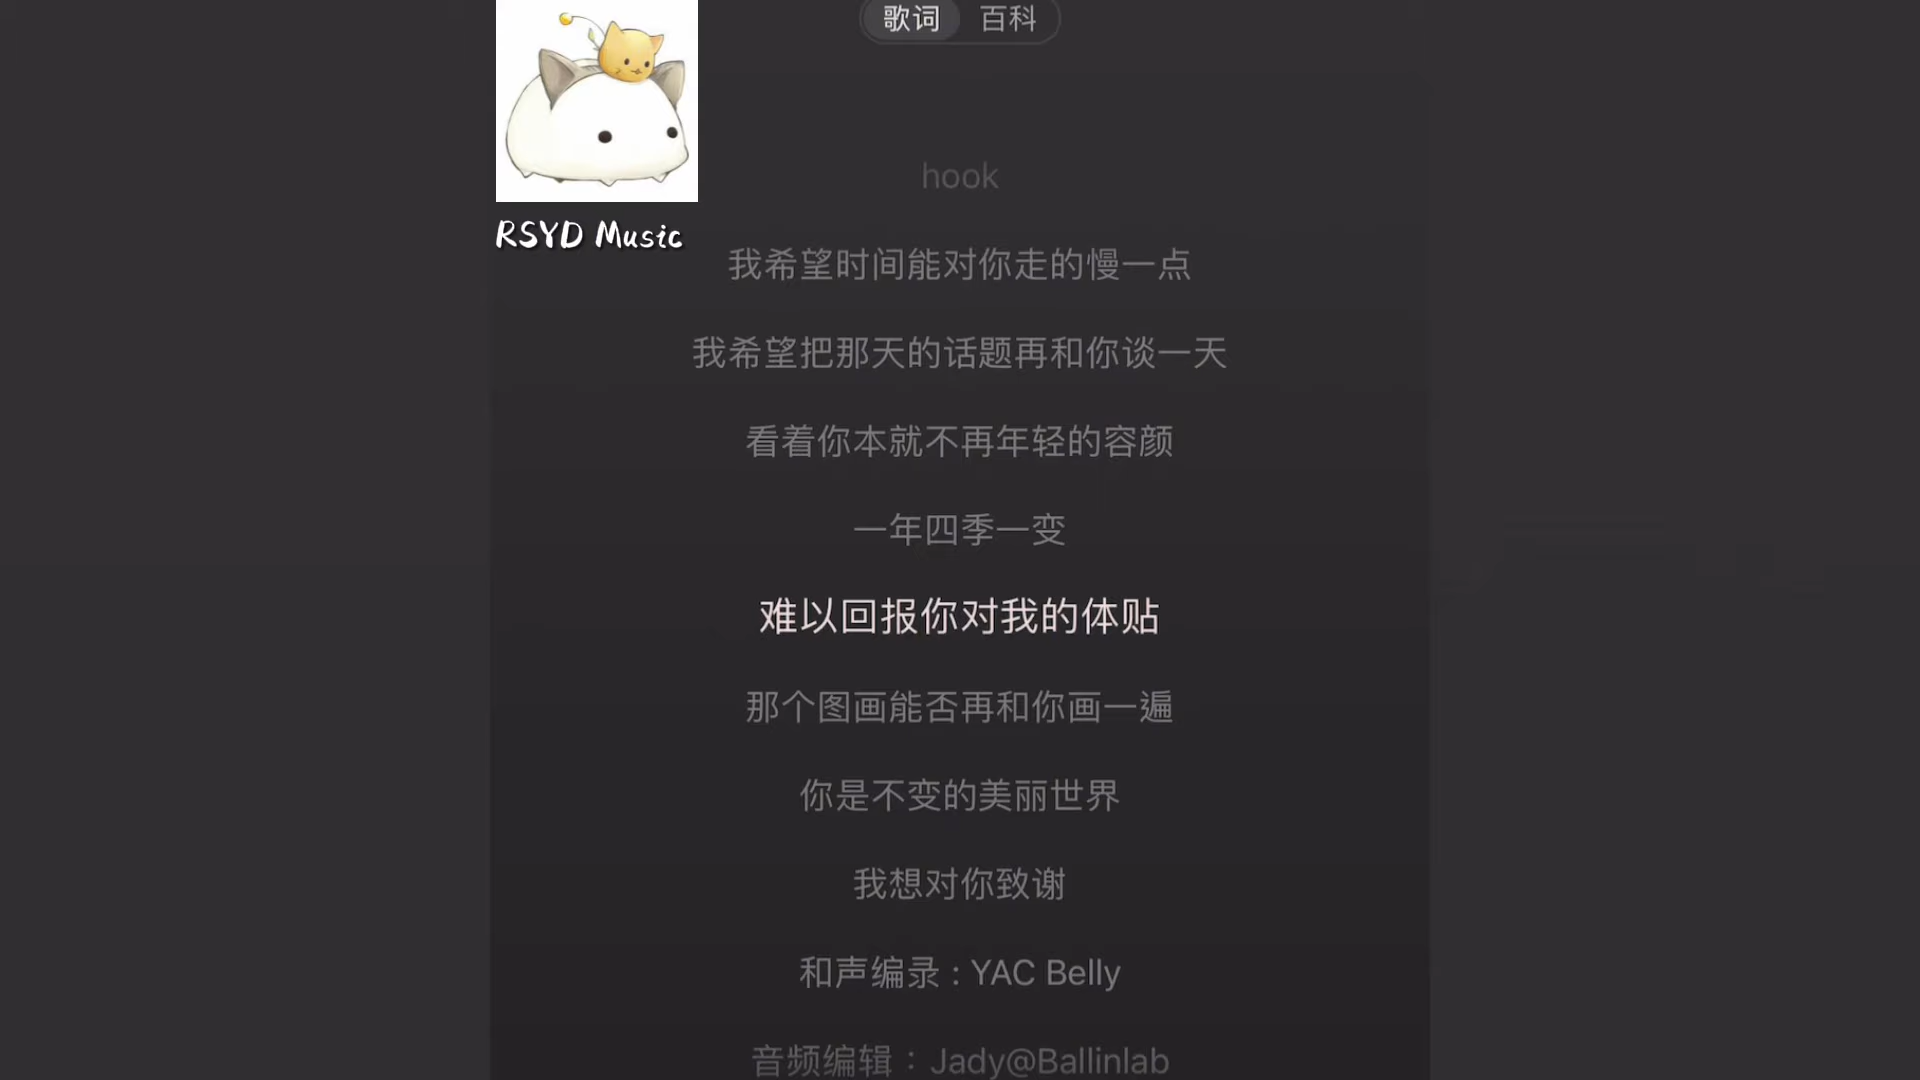 歌词 百科
RSYD Music
hook
我希望时间能对你走的慢一点
我希望把那天的话题再和你谈一天
看着你本就不再年轻的容颜
一年四季一变
难以回报你对我的体贴
那个图画能否再和你画一遍
你是不变的美丽世界
我想对你致谢
和声编录 : YAC Belly
音频编辑：Jady@Ballinlab